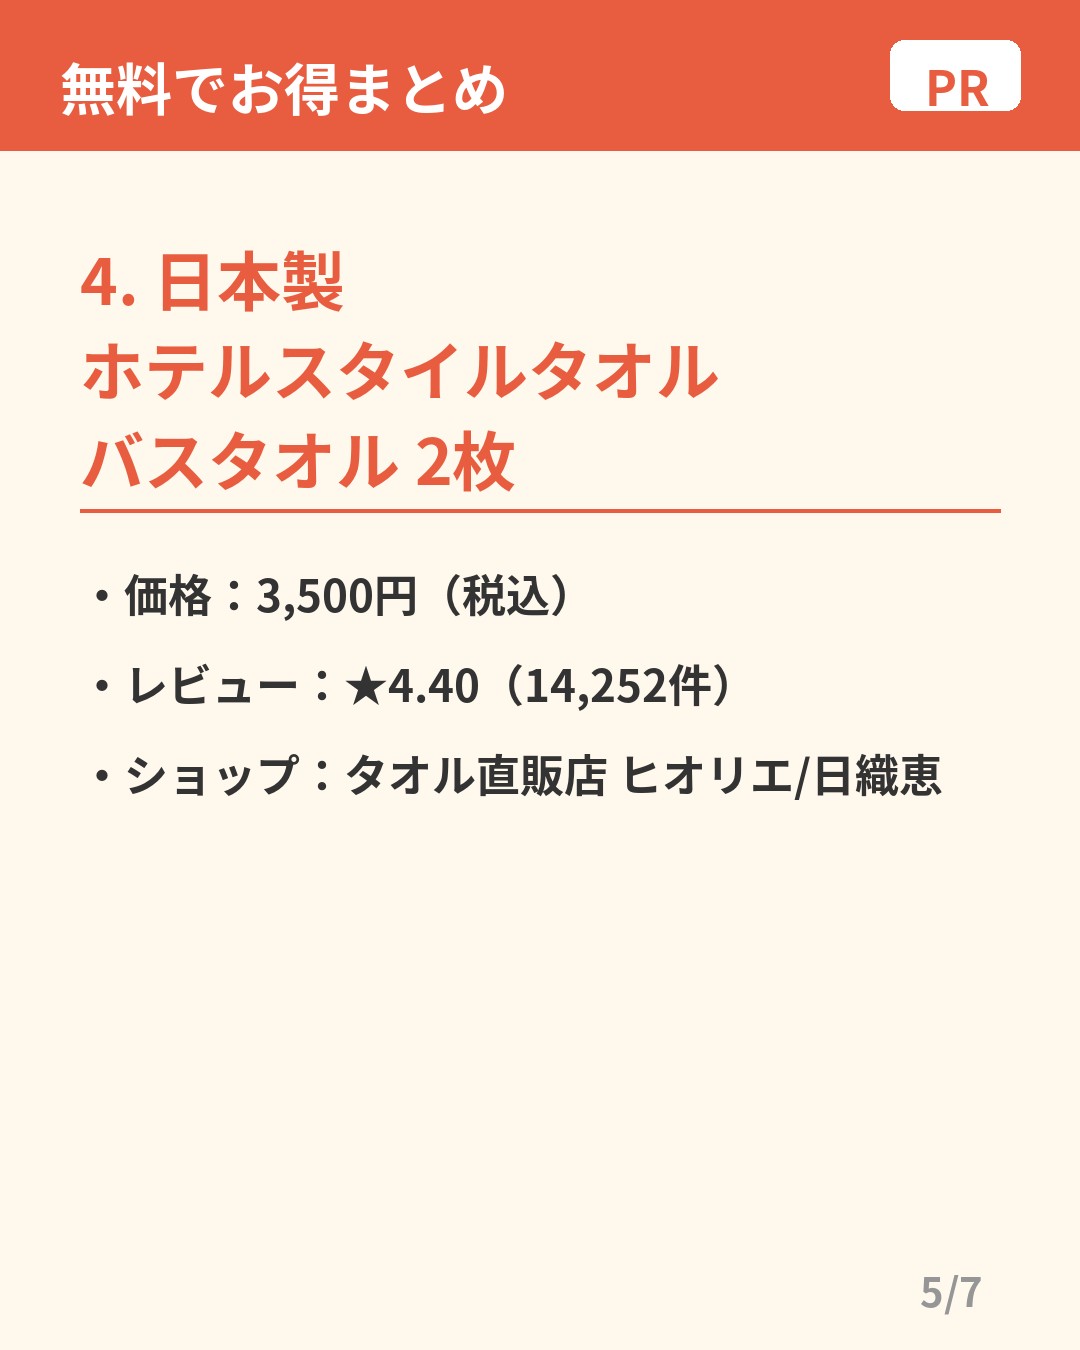 無料でお得まとめ
PR
4. 日本製
ホテルスタイルタオル
バスタオル 2枚
・価格：3,500円（税込）
・レビュー：★4.40（14,252件）
・ショップ：タオル直販店 ヒオリエ/日織恵
5/7